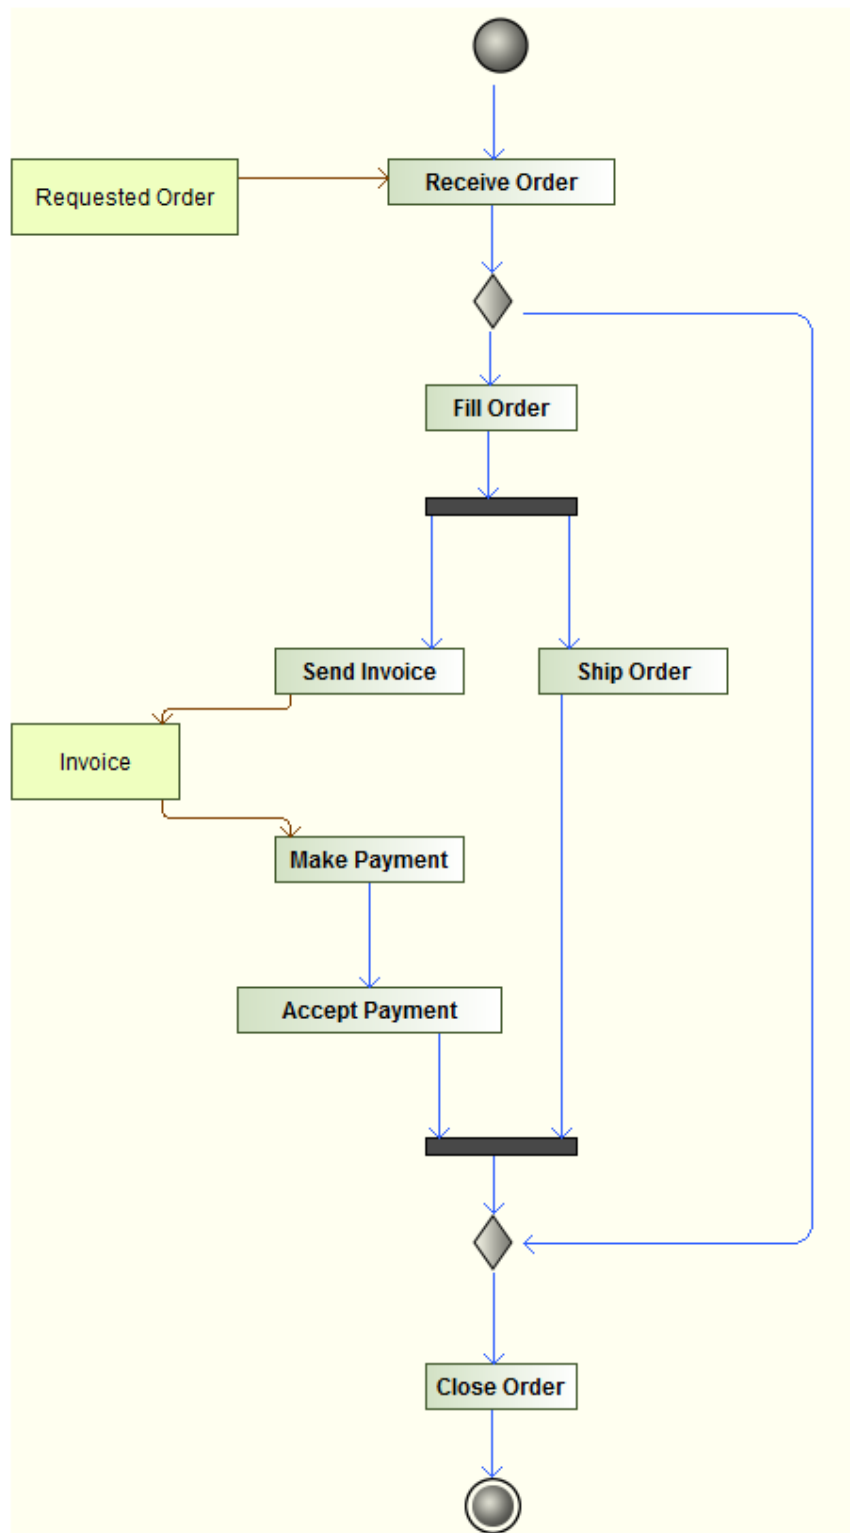 Requested Order
Receive Order
Fill Order
Send Invoice
Ship Order
Invoice
Make Payment
Accept Payment
Close Order